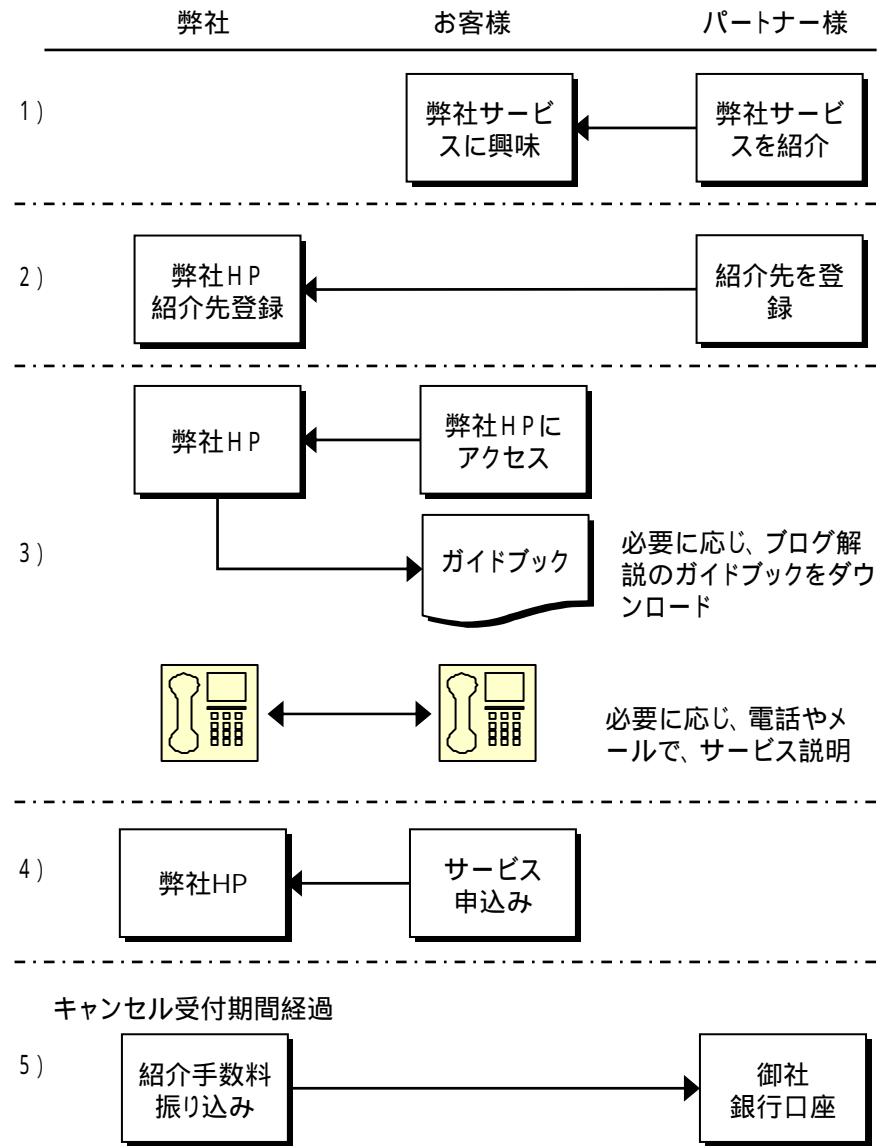 弊社 お客様 パートナー様
1)
弊社サービ
スに興味
弊社サービ
スを紹介
2)
弊社HP
紹介先登録
紹介先を登
録
3)
弊社HP
弊社HPに
アクセス
ガイドブック
必要に応じ、ブログ解
説のガイドブックをダウ
ンロード
必要に応じ、電話やメ
ールで、サービス説明
4)
弊社HP
サービス
申込み
キャンセル受付期間経過
5)
紹介手数料
振り込み
御社
銀行口座